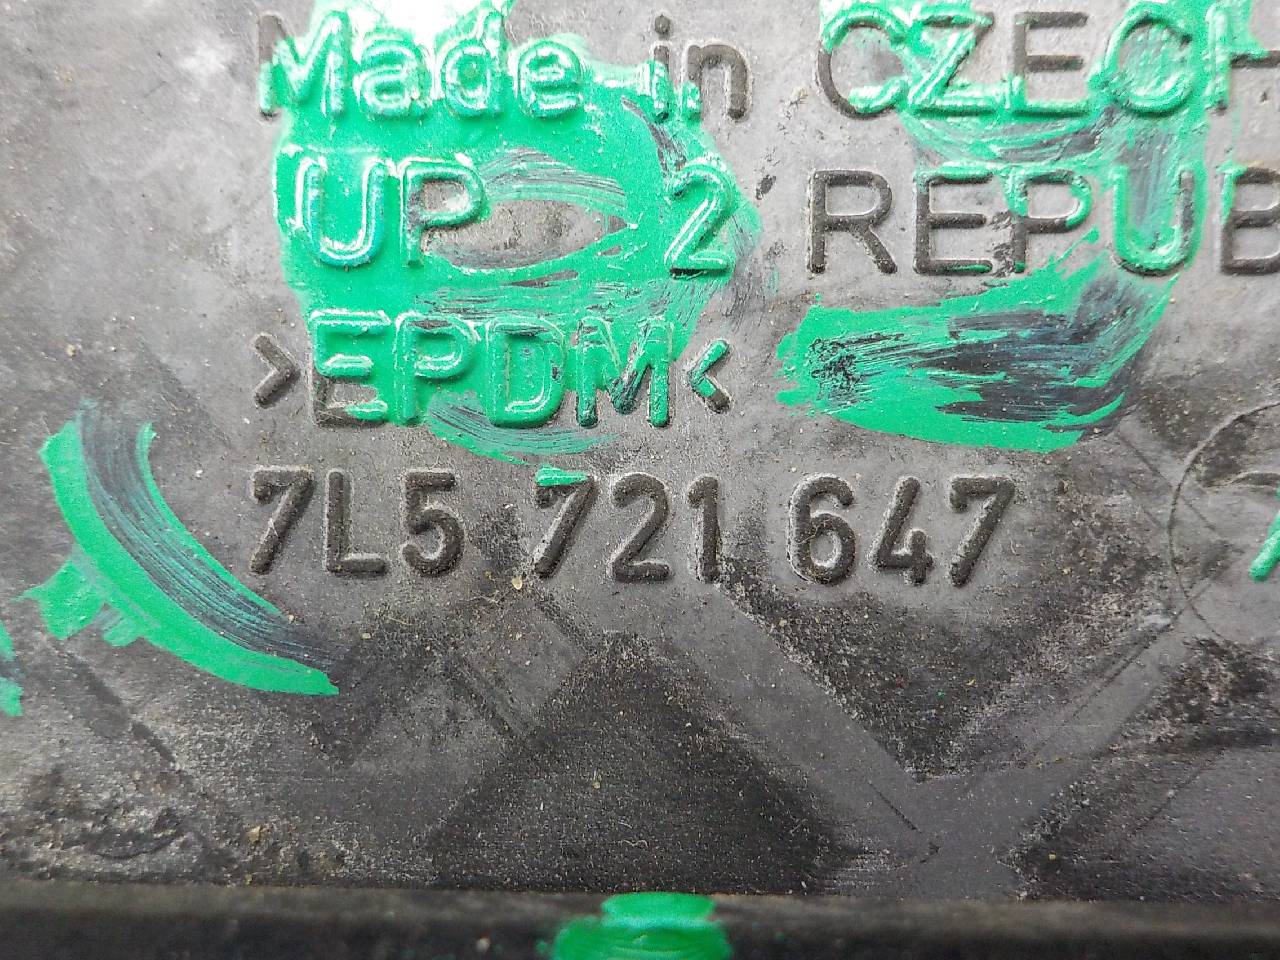 Made in CZECH
UP 2 REPUB
>EPDM<
7L5 721 647